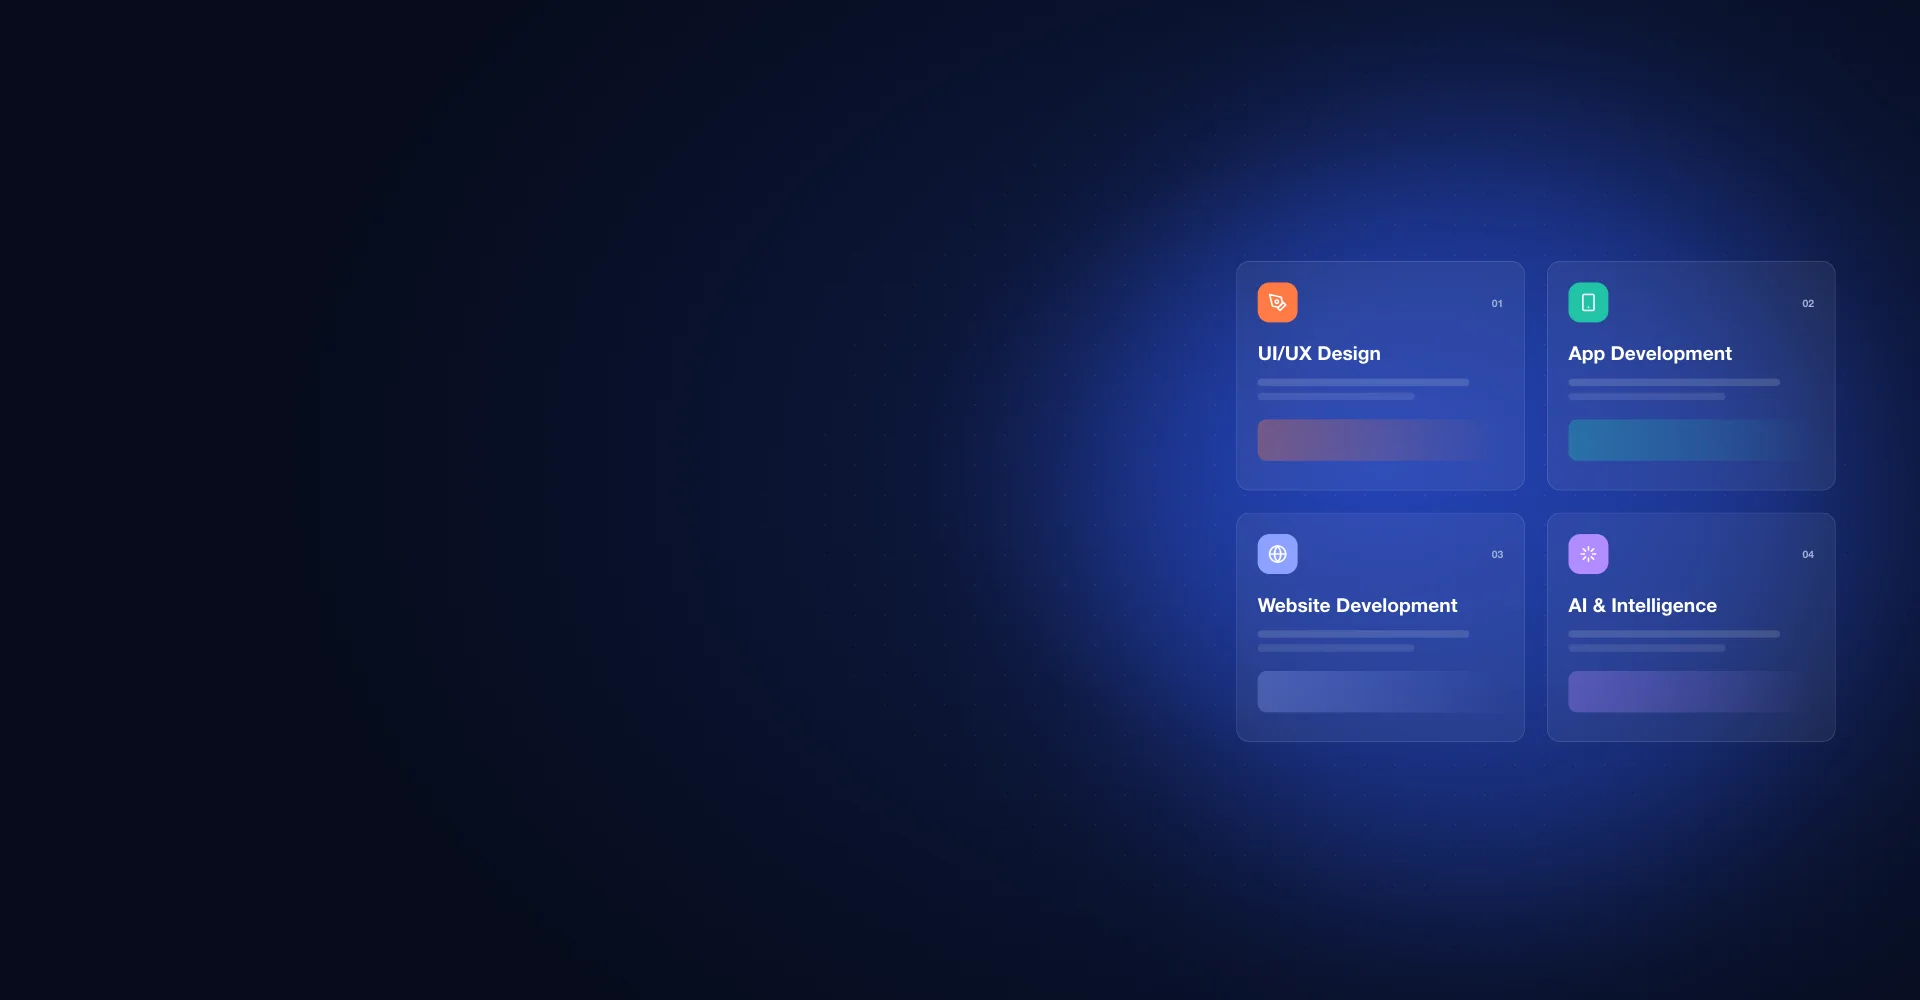 01
UI/UX Design
02
App Development
03
Website Development
04
AI & Intelligence